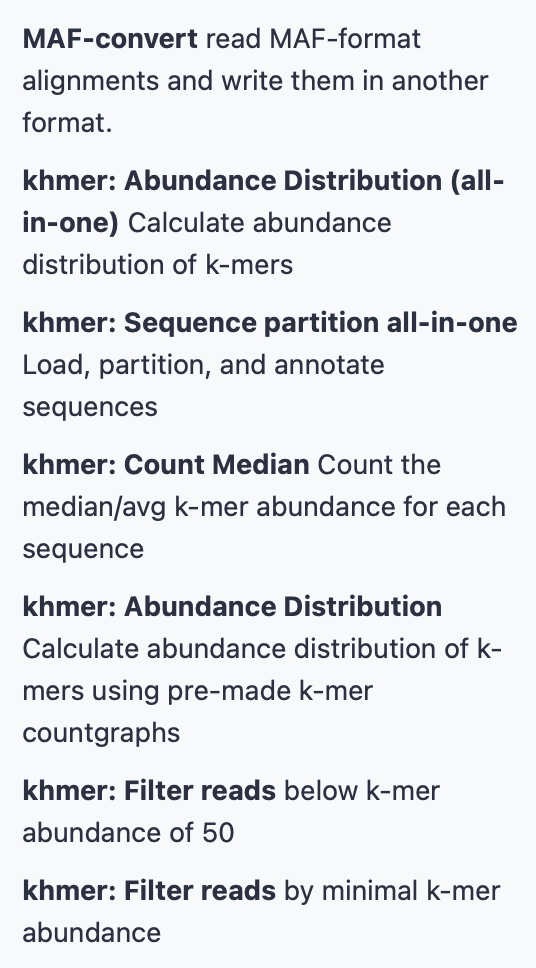 MAF-convert read MAF-format
alignments and write them in another
format.
khmer: Abundance Distribution (all-
in-one) Calculate abundance
distribution of k-mers
khmer: Sequence partition all-in-one
Load, partition, and annotate
sequences
khmer: Count Median Count the
median/avg k-mer abundance for each
sequence
khmer: Abundance Distribution
Calculate abundance distribution of k-
mers using pre-made k-mer
countgraphs
khmer: Filter reads below k-mer
abundance of 50
khmer: Filter reads by minimal k-mer
abundance